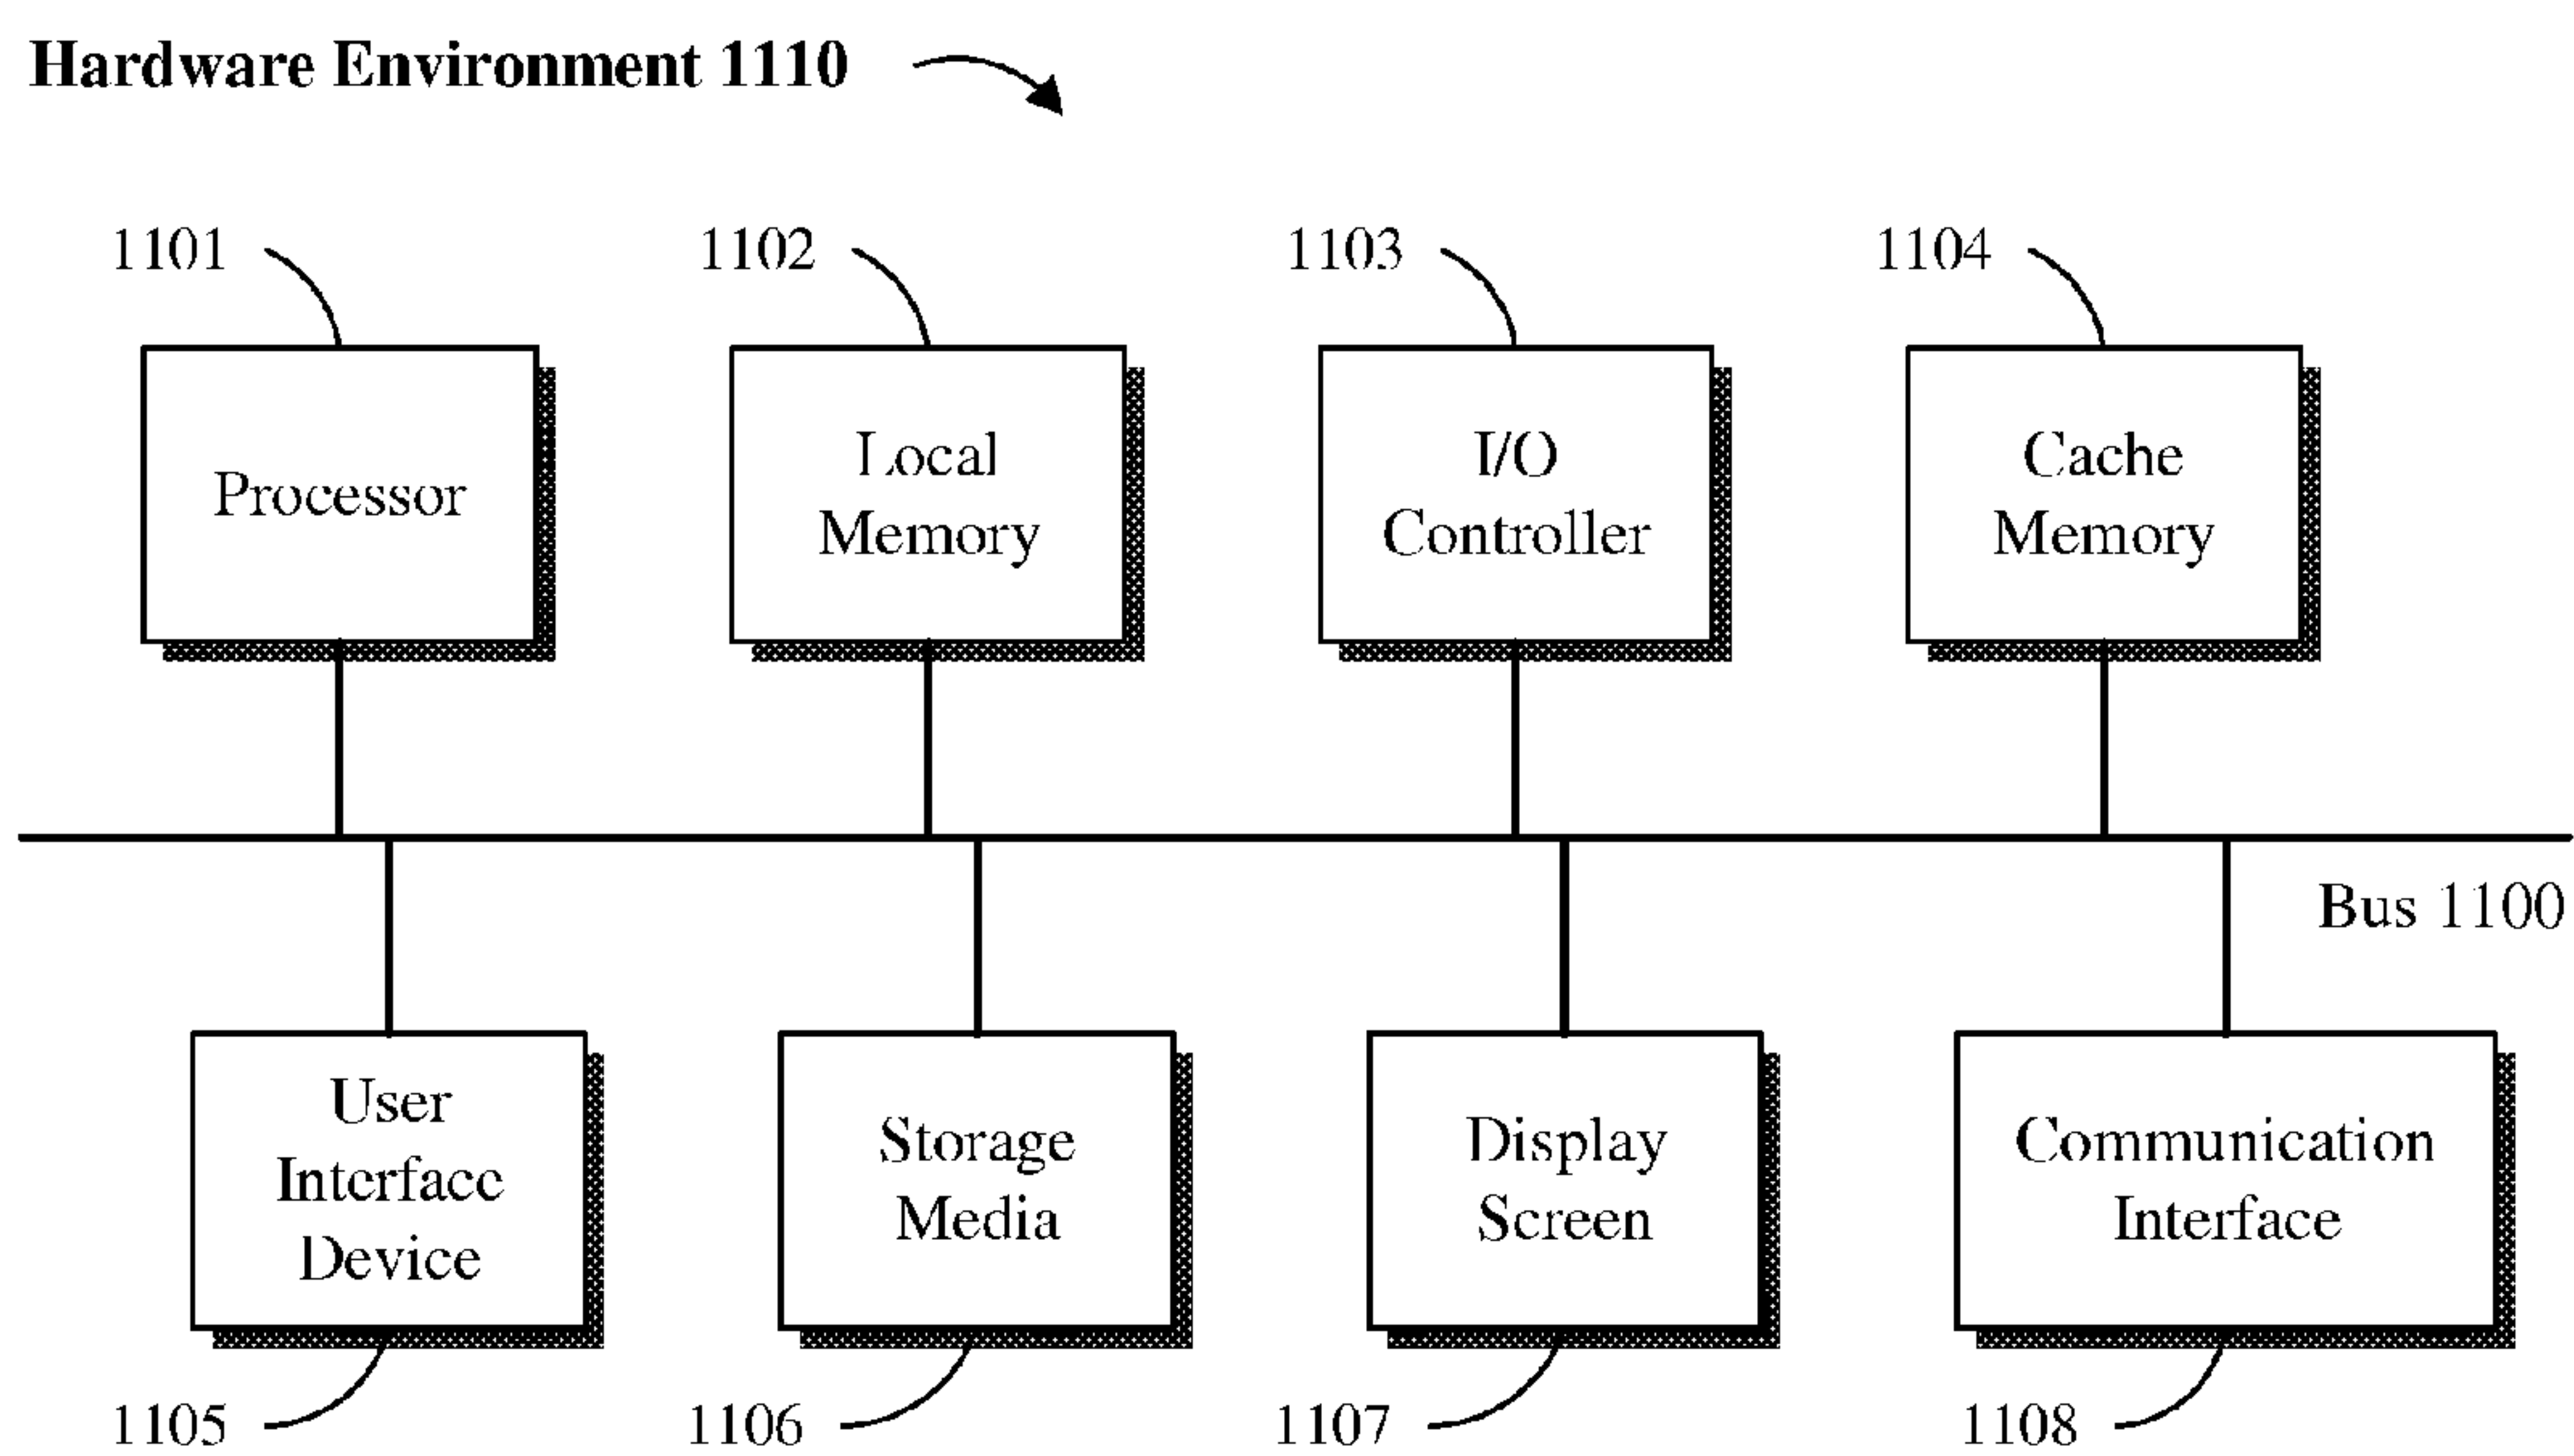 Hardware Environment 1110
1101
1102
1103
1104
Processor
Local
Memory
I/O
Controller
Cache
Memory
Bus 1100
User
Interface
Device
Storage
Media
Display
Screen
Communication
Interface
1105
1106
1107
1108